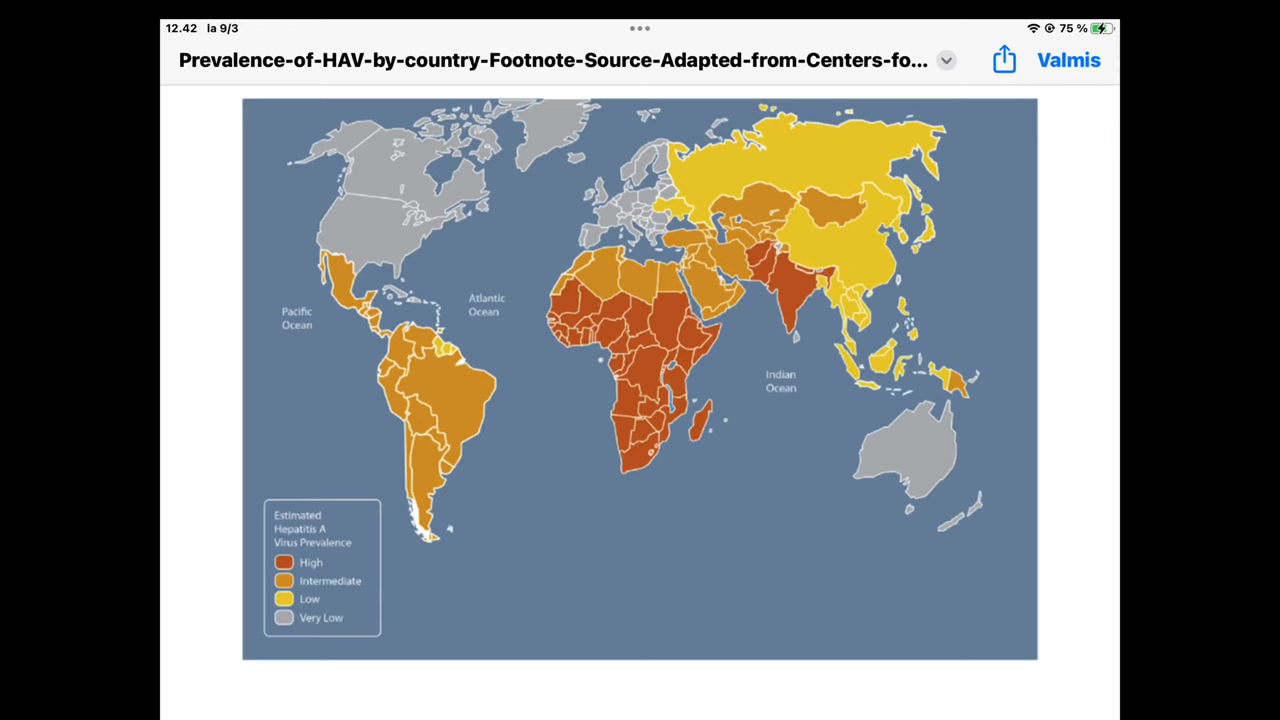 12.42 la 9/3
75 %
Prevalence-of-HAV-by-country-Footnote-Source-Adapted-from-Centers-fo...
Valmis
Pacific
Ocean
Atlantic
Ocean
Indian
Ocean
Estimated
Hepatitis A
Virus Prevalence
High
Intermediate
Low
Very Low